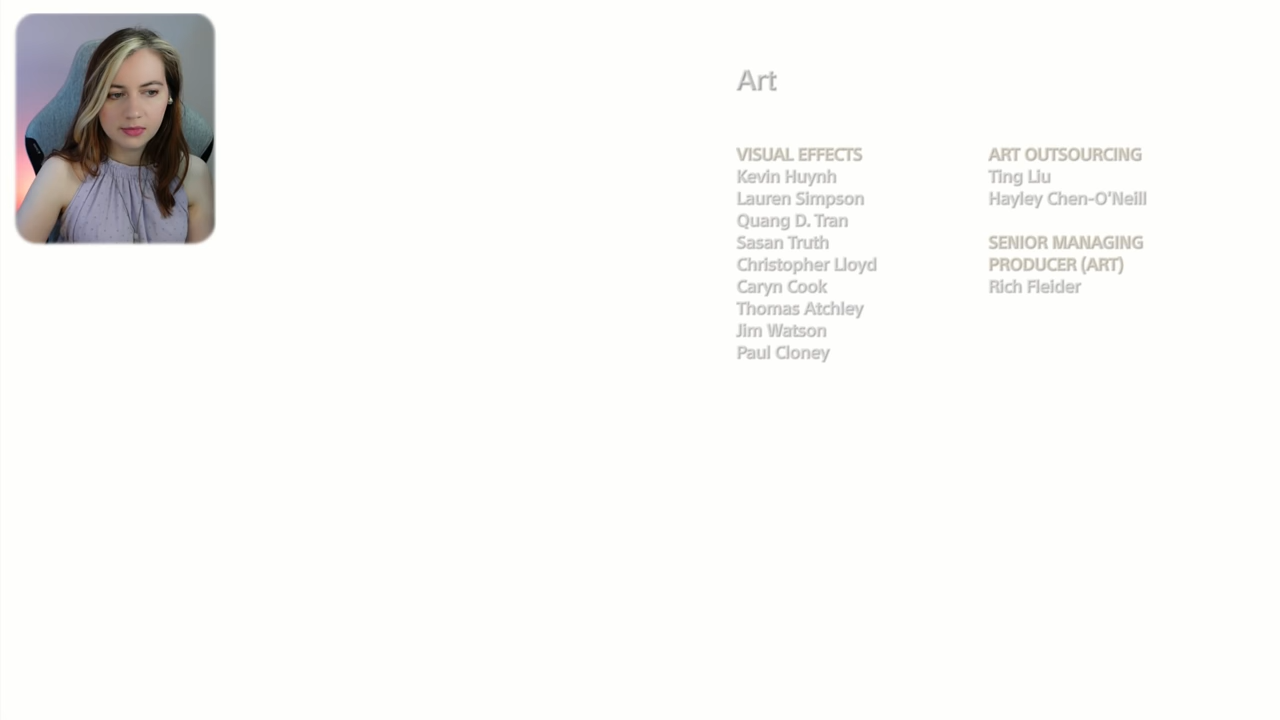 Art
VISUAL EFFECTS
Kevin Huynh
Lauren Simpson
Quang D. Tran
Sasan Truth
Christopher Lloyd
Caryn Cook
Thomas Atchley
Jim Watson
Paul Cloney
ART OUTSOURCING
Ting Liu
Hayley Chen-O'Neill
SENIOR MANAGING
PRODUCER (ART)
Rich Fleider